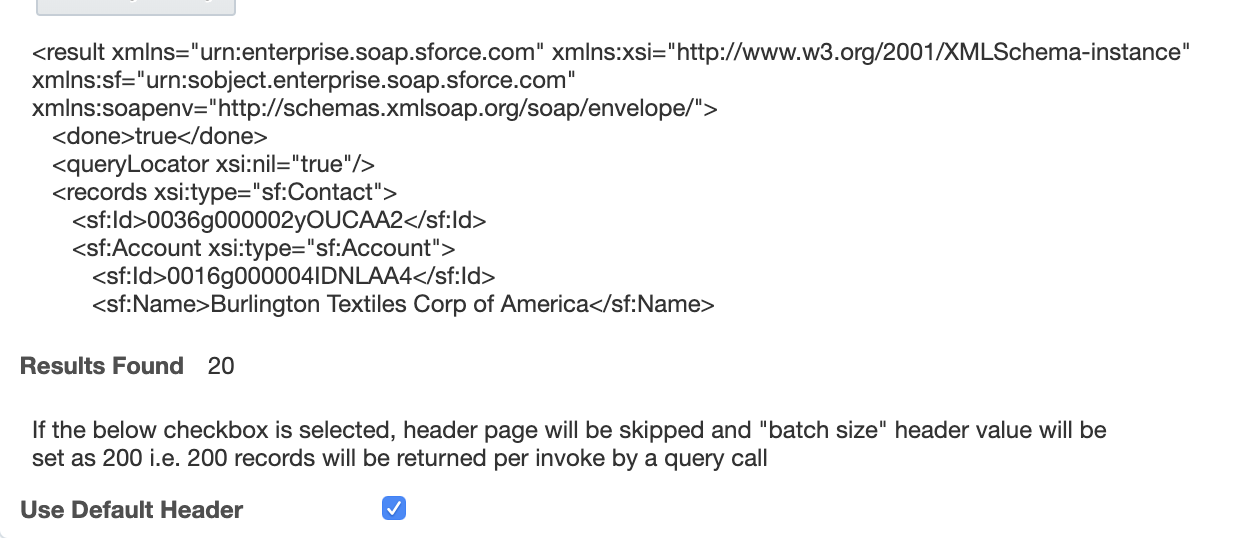 <result xmlns="urn:enterprise.soap.sforce.com" xmlns:xsi="http://www.w3.org/2001/XMLSchema-instance"
xmlns:sf="urn:sobject.enterprise.soap.sforce.com"
xmlns:soapenv="http://schemas.xmlsoap.org/soap/envelope/">
<done>true</done>
<queryLocator xsi:nil="true"/>
<records xsi:type="sf:Contact">
<sf:Id>0036g000002yOUCAA2</sf:Id>
<sf:Account xsi:type="sf:Account">
<sf:Id>0016g000004IDNLAA4</sf:Id>
<sf:Name>Burlington Textiles Corp of America</sf:Name>
Results Found 20
If the below checkbox is selected, header page will be skipped and "batch size" header value will be
set as 200 i.e. 200 records will be returned per invoke by a query call
Use Default Header